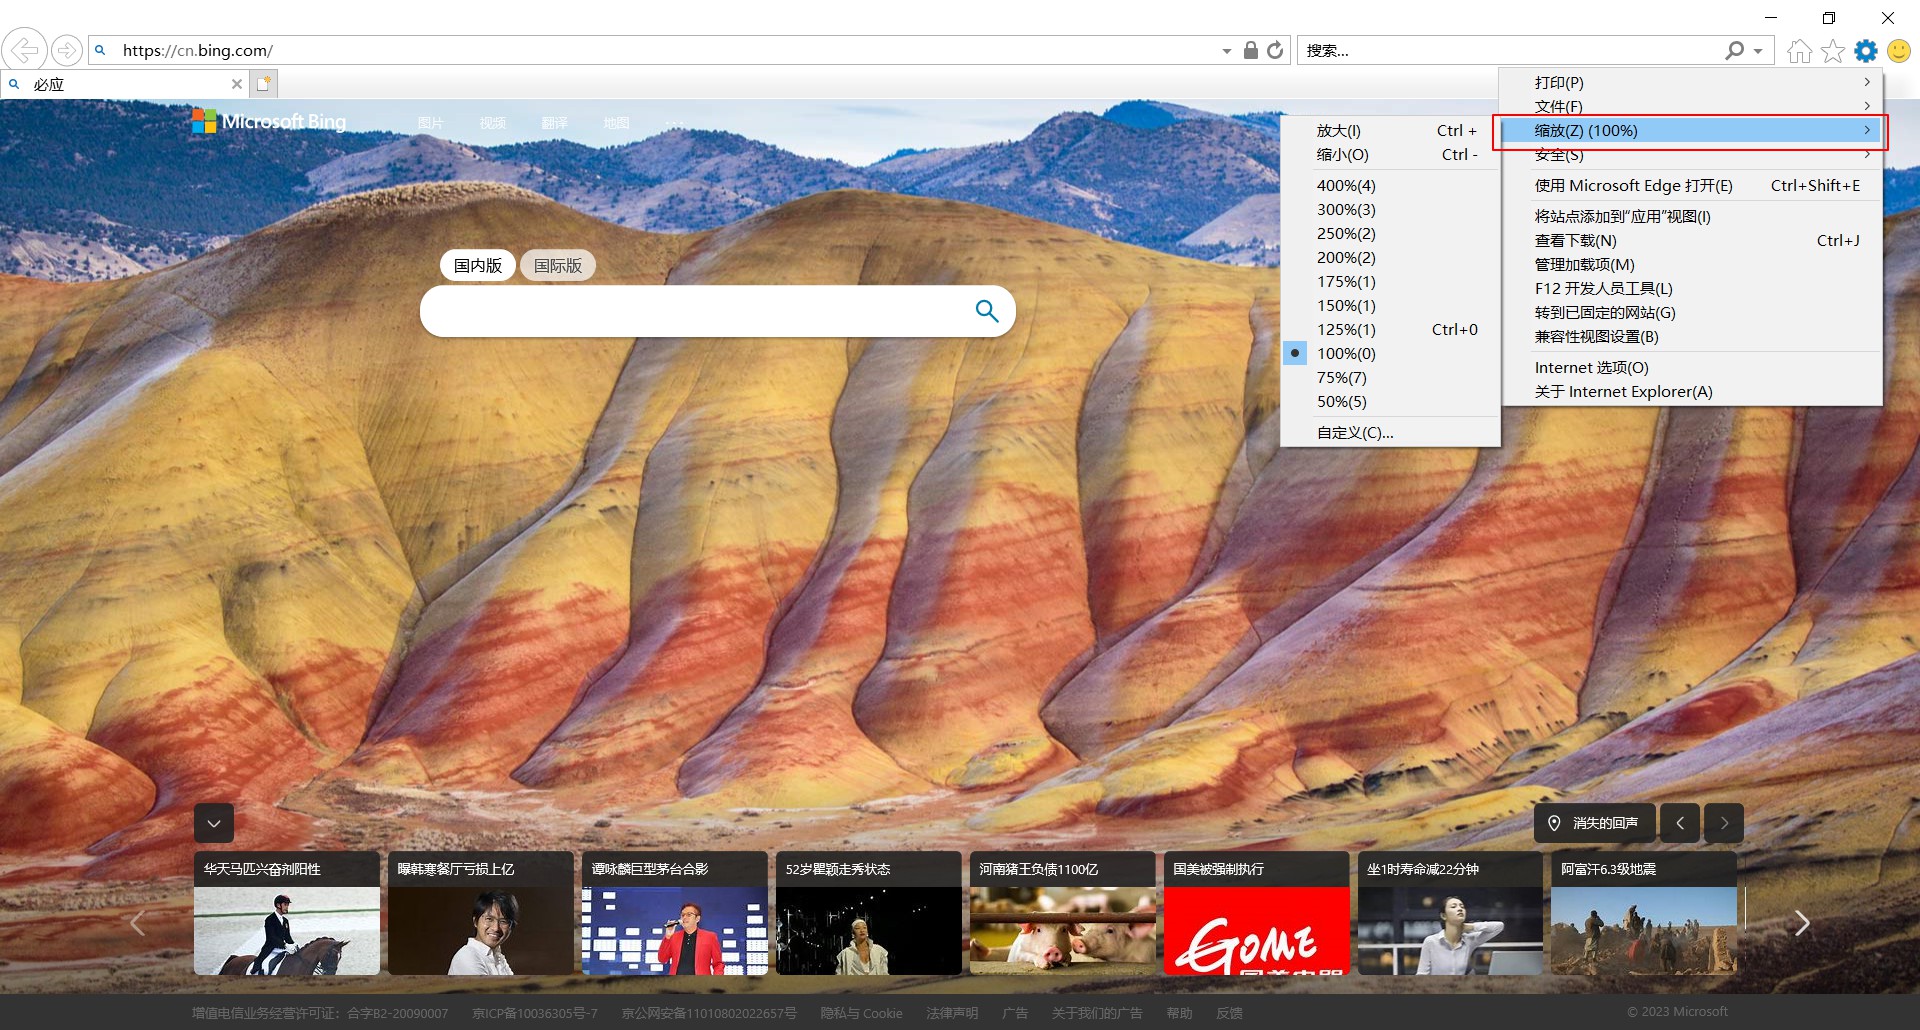 https://cn.bing.com/
搜索...
必应
Microsoft Bing
图片
视频
翻译
地图
...
国内版
国际版
放大(I) Ctrl +
缩小(O) Ctrl -
400%(4)
300%(3)
250%(2)
200%(2)
175%(1)
150%(1)
125%(1) Ctrl+0
100%(0)
75%(7)
50%(5)
自定义(C)...
打印(P)
文件(F)
缩放(Z) (100%)
安全(S)
使用 Microsoft Edge 打开(E) Ctrl+Shift+E
将站点添加到“应用”视图(I)
查看下载(N) Ctrl+J
管理加载项(M)
F12 开发人员工具(L)
转到已固定的网站(G)
兼容性视图设置(B)
Internet 选项(O)
关于 Internet Explorer(A)
消失的回声
华天马匹兴奋剂阳性
曝韩寒餐厅亏损上亿
谭咏麟巨型茅台合影
52岁瞿颖走秀状态
河南猪王负债1100亿
国美被强制执行
坐1时寿命减22分钟
阿富汗6.3级地震
GOME
增值电信业务经营许可证：合字B2-20090007
京ICP备10036305号-7
京公网安备11010802022657号
隐私与 Cookie
法律声明
广告
关于我们的广告
帮助
反馈
© 2023 Microsoft